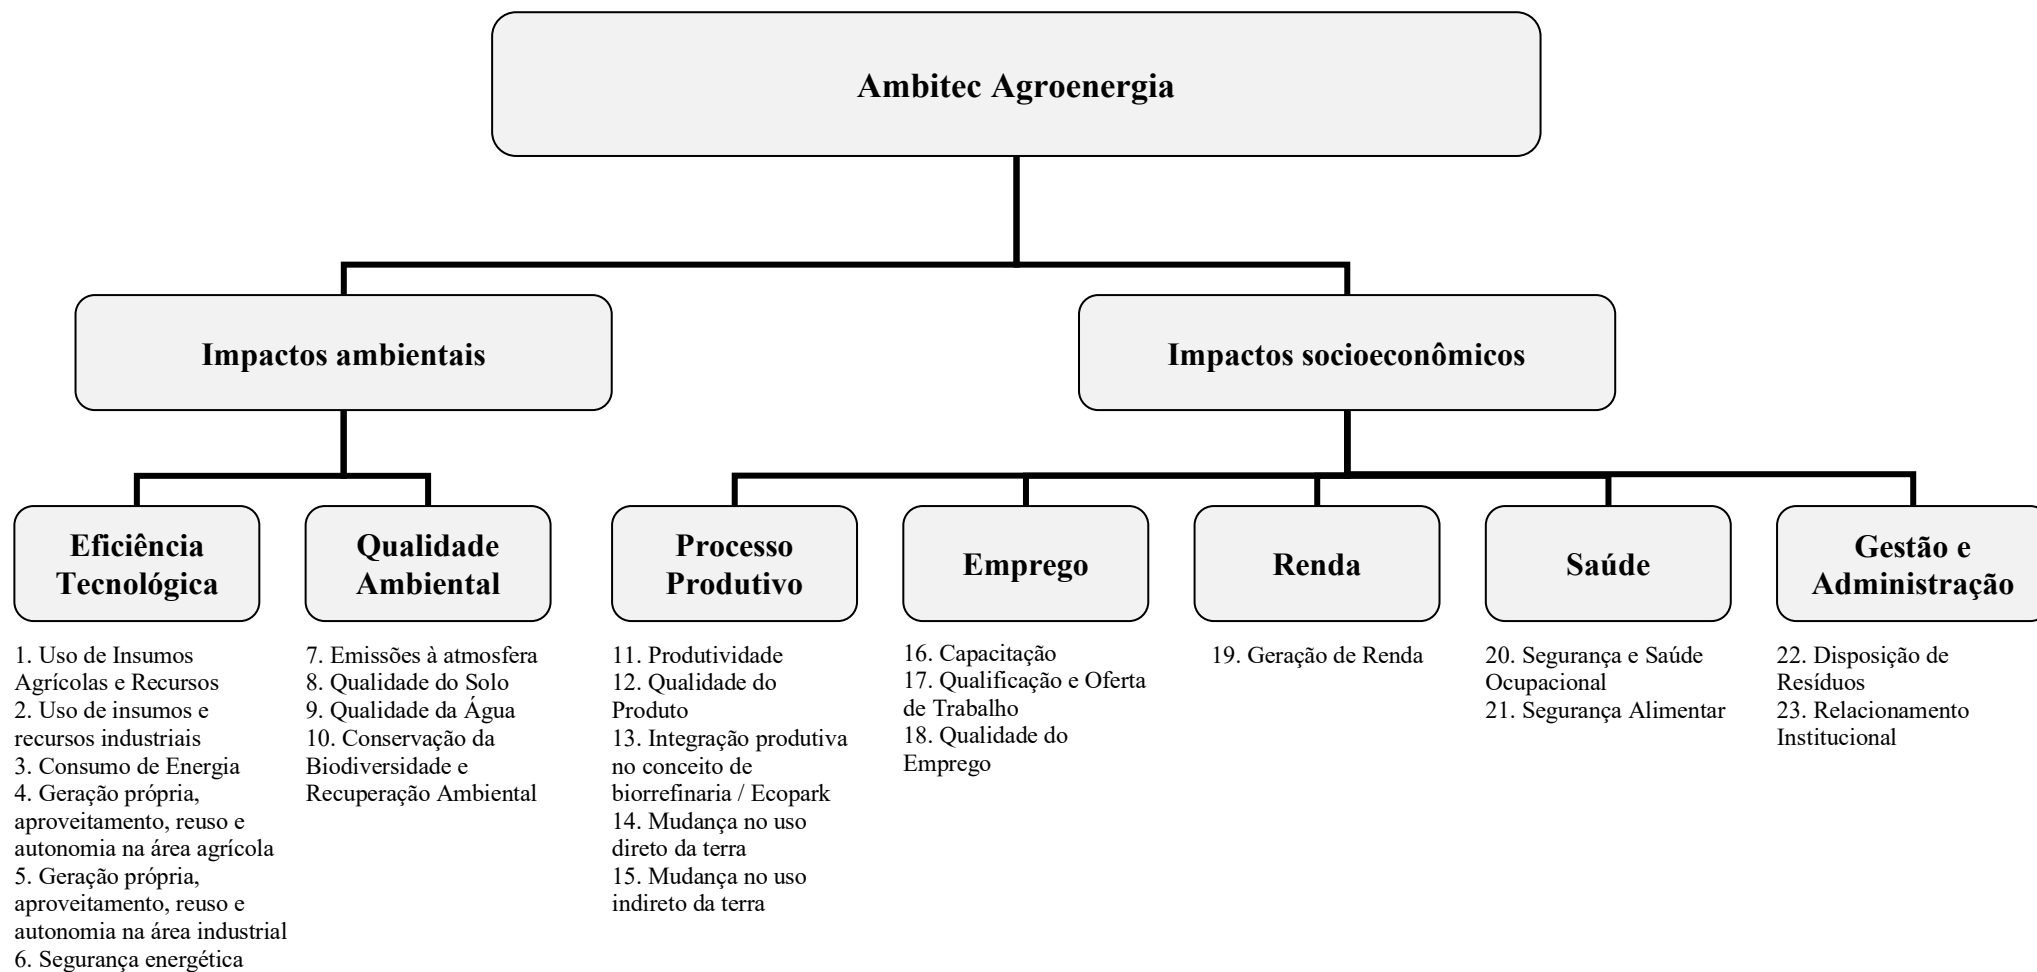 Ambitec Agroenergia
Impactos ambientais
Impactos socioeconômicos
Eficiência
Tecnológica
Qualidade
Ambiental
Processo
Produtivo
Emprego
Renda
Saúde
Gestão e
Administração
1. Uso de Insumos
Agrícolas e Recursos
2. Uso de insumos e
recursos industriais
3. Consumo de Energia
4. Geração própria,
aproveitamento, reuso e
autonomia na área agrícola
5. Geração própria,
aproveitamento, reuso e
autonomia na área industrial
6. Segurança energética
7. Emissões à atmosfera
8. Qualidade do Solo
9. Qualidade da Água
10. Conservação da
Biodiversidade e
Recuperação Ambiental
11. Produtividade
12. Qualidade do
Produto
13. Integração produtiva
no conceito de
biorrefinaria / Ecopark
14. Mudança no uso
direto da terra
15. Mudança no uso
indireto da terra
16. Capacitação
17. Qualificação e Oferta
de Trabalho
18. Qualidade do
Emprego
19. Geração de Renda
20. Segurança e Saúde
Ocupacional
21. Segurança Alimentar
22. Disposição de
Resíduos
23. Relacionamento
Institucional